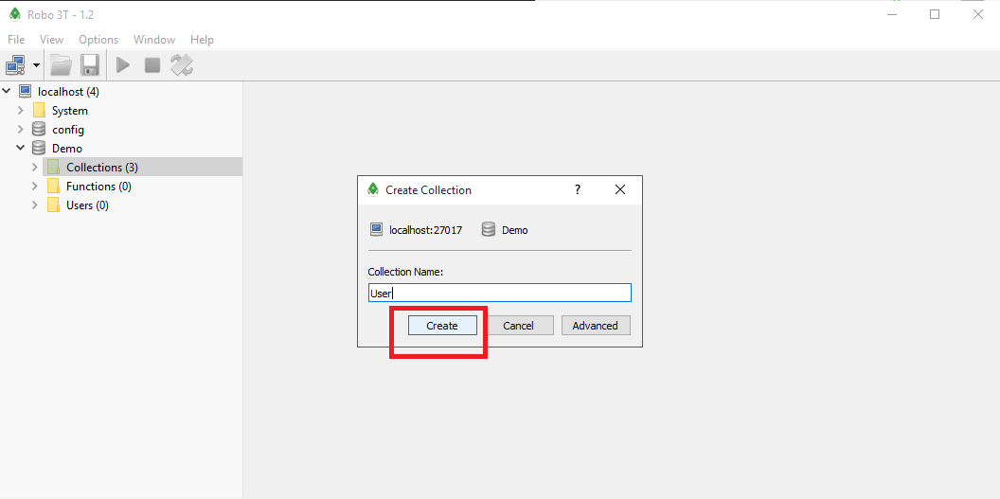 Robo 3T - 1.2
File View Options Window Help
localhost (4)
System
config
Demo
Collections (3)
Functions (0)
Users (0)
Create Collection ?
localhost:27017 Demo
Collection Name:
User
Create Cancel Advanced